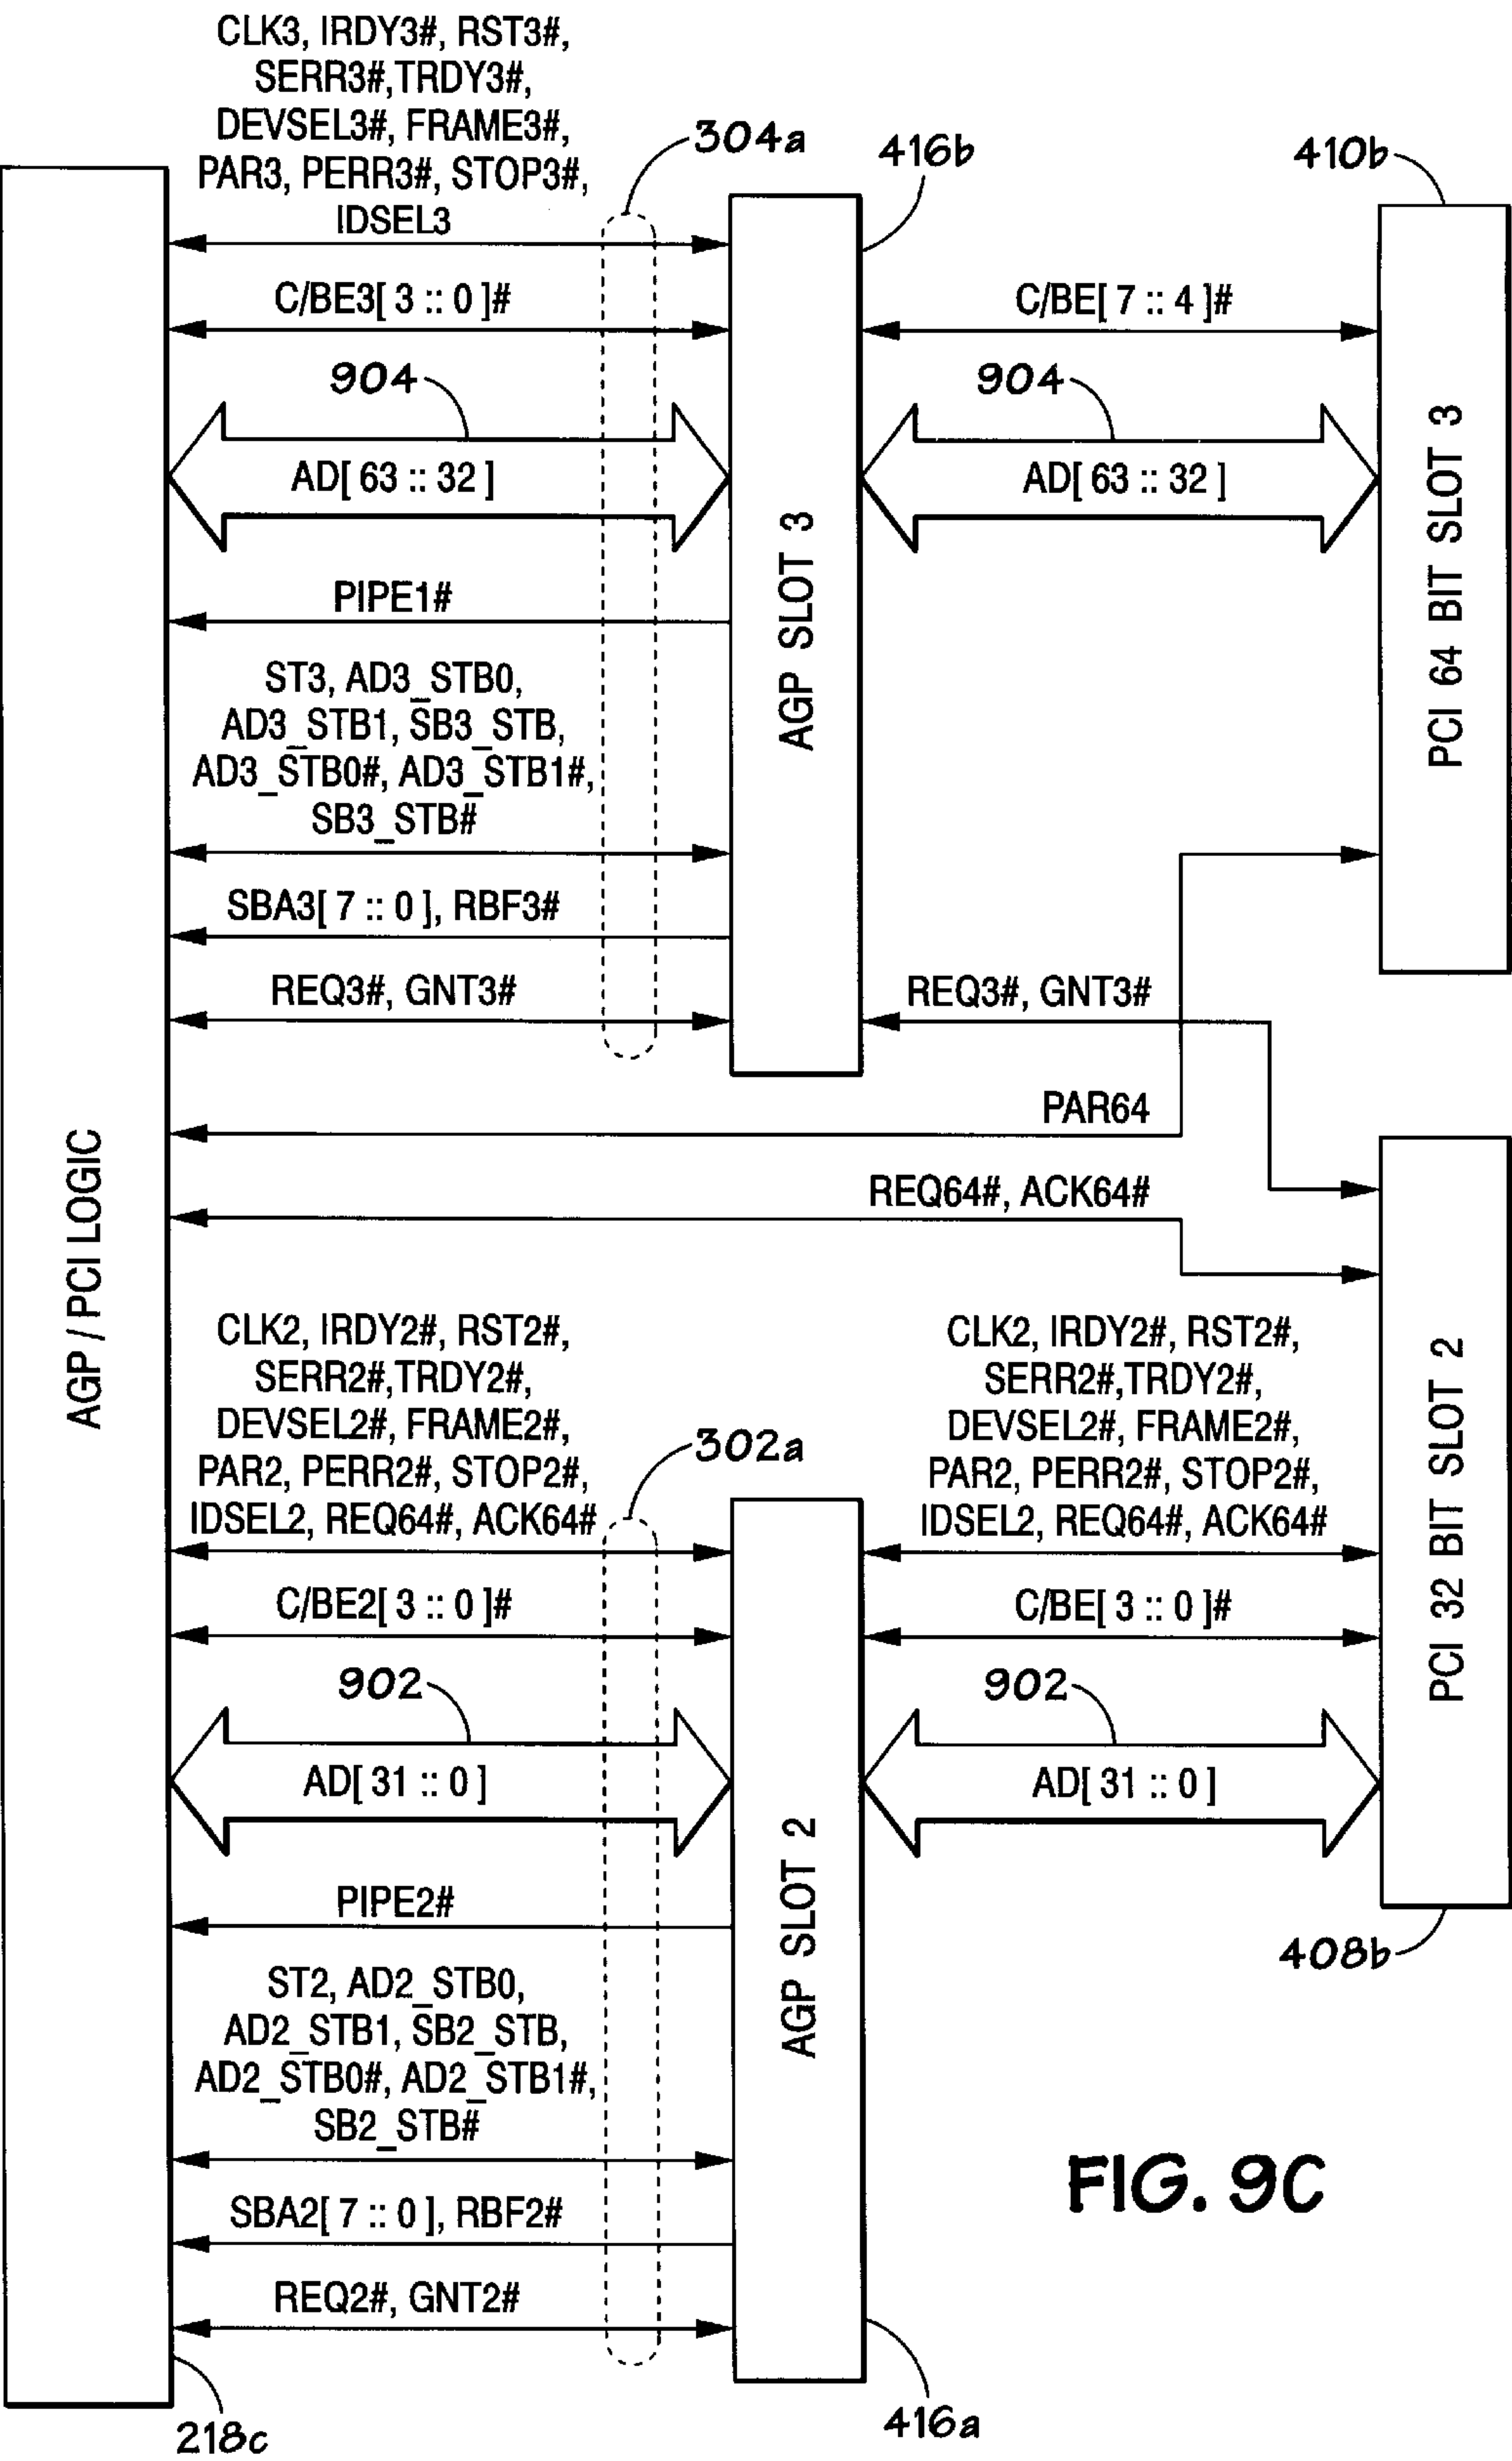 CLK3, IRDY3#, RST3#,
SERR3#,TRDY3#,
DEVSEL3#, FRAME3#,
PAR3, PERR3#, STOP3#,
IDSEL3
304a
416b
410b
C/BE3[ 3 :: 0 ]#
C/BE[ 7 :: 4 ]#
904
904
AD[ 63 :: 32 ]
AD[ 63 :: 32 ]
PIPE1#
AGP SLOT 3
PCI 64 BIT SLOT 3
ST3, AD3_STB0,
AD3_STB1, SB3_STB,
AD3_STB0#, AD3_STB1#,
SB3_STB#
SBA3[ 7 :: 0 ], RBF3#
REQ3#, GNT3#
REQ3#, GNT3#
PAR64
REQ64#, ACK64#
AGP / PCI LOGIC
CLK2, IRDY2#, RST2#,
SERR2#,TRDY2#,
DEVSEL2#, FRAME2#,
PAR2, PERR2#, STOP2#,
IDSEL2, REQ64#, ACK64#
302a
CLK2, IRDY2#, RST2#,
SERR2#,TRDY2#,
DEVSEL2#, FRAME2#,
PAR2, PERR2#, STOP2#,
IDSEL2, REQ64#, ACK64#
PCI 32 BIT SLOT 2
C/BE2[ 3 :: 0 ]#
C/BE[ 3 :: 0 ]#
902
902
AD[ 31 :: 0 ]
AD[ 31 :: 0 ]
AGP SLOT 2
PIPE2#
408b
ST2, AD2_STB0,
AD2_STB1, SB2_STB,
AD2_STB0#, AD2_STB1#,
SB2_STB#
SBA2[ 7 :: 0 ], RBF2#
REQ2#, GNT2#
FIG. 9C
218c
416a